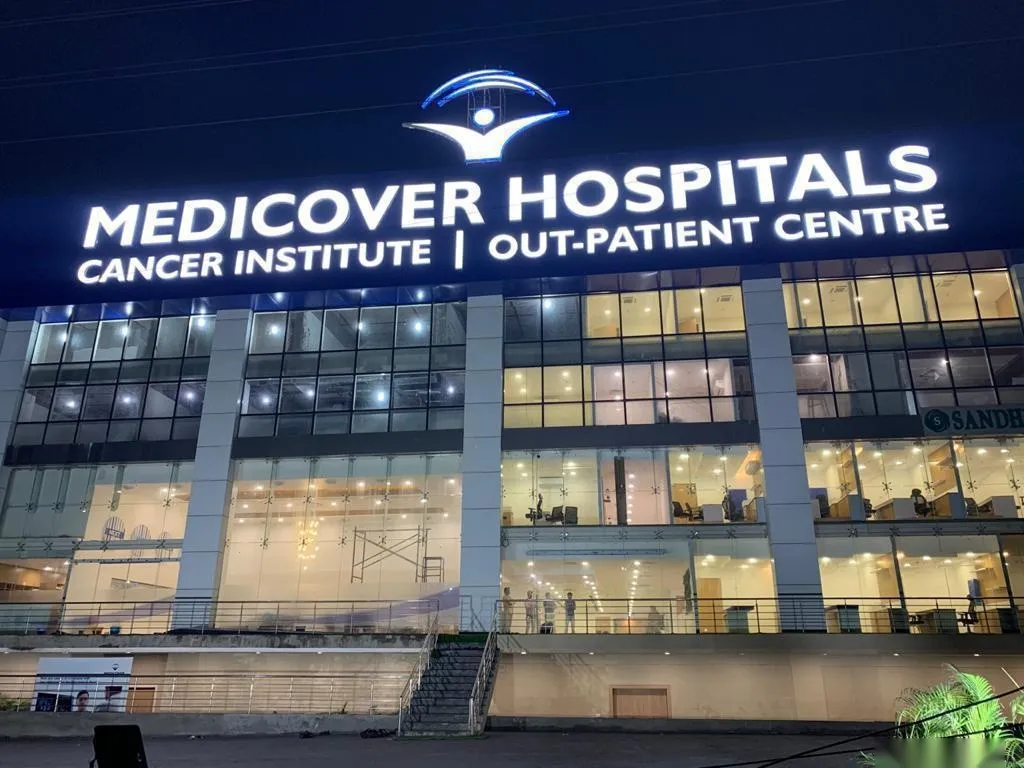 MEDICOVER HOSPITALS
CANCER INSTITUTE | OUT-PATIENT CENTRE
S SANDH